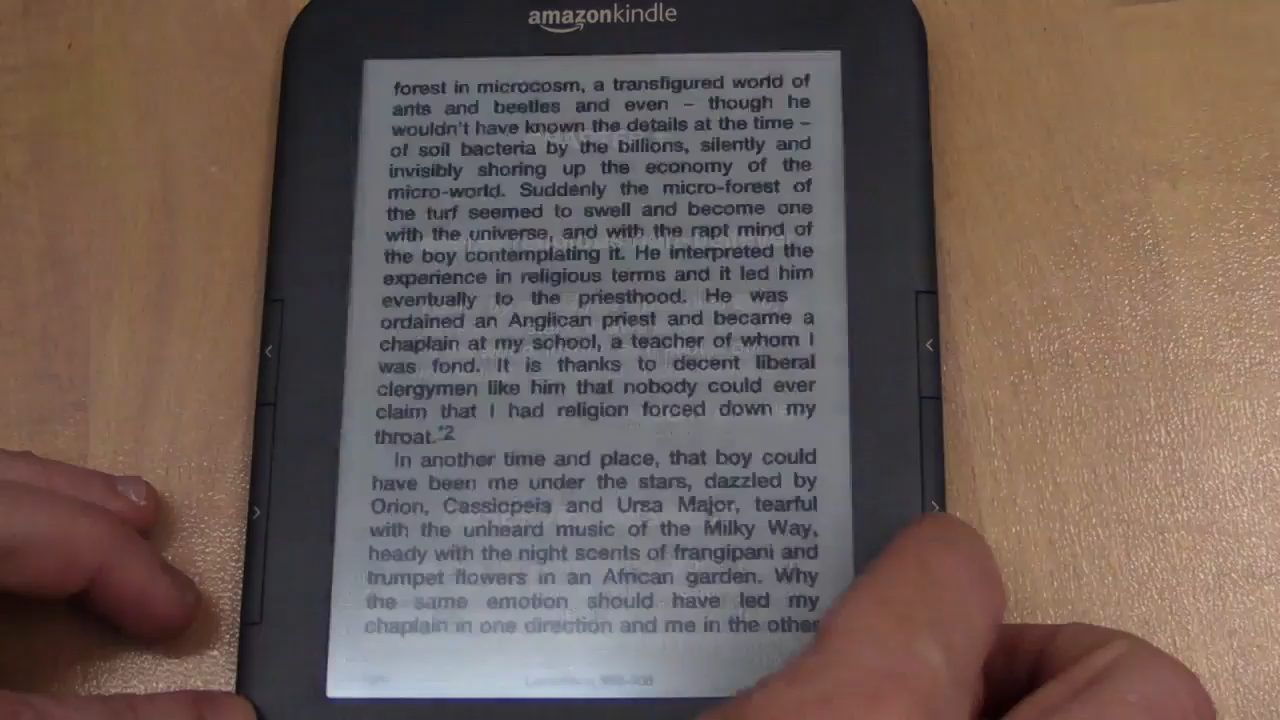 amazonkindle
forest in microcosm, a transfigured world of
ants and beetles and even – though he
wouldn't have known the details at the time –
of soil bacteria by the billions, silently and
invisibly shoring up the economy of the
micro-world. Suddenly the micro-forest of
the turf seemed to swell and become one
with the universe, and with the rapt mind of
the boy contemplating it. He interpreted the
experience in religious terms and it led him
eventually to the priesthood. He was
ordained an Anglican priest and became a
chaplain at my school, a teacher of whom I
was fond. It is thanks to decent liberal
clergymen like him that nobody could ever
claim that I had religion forced down my
throat.*2
In another time and place, that boy could
have been me under the stars, dazzled by
Orion, Cassiopeia and Ursa Major, tearful
with the unheard music of the Milky Way,
heady with the night scents of frangipani and
trumpet flowers in an African garden. Why
the same emotion should have led my
chaplain in one direction and me in the other